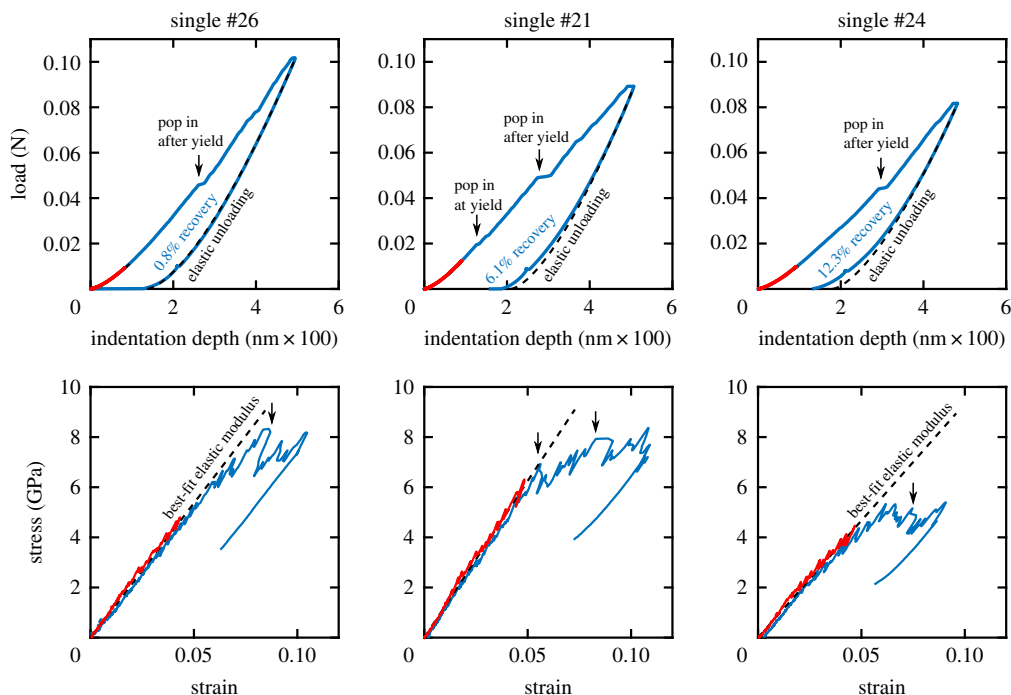 single #26
single #21
single #24
load (N)
0.10
0.08
0.06
0.04
0.02
0
2
4
6
pop in
after yield
0.8% recovery
elastic unloading
indentation depth (nm × 100)
0.10
0.08
0.06
0.04
0.02
0
2
4
6
pop in
at yield
pop in
after yield
6.1% recovery
elastic unloading
indentation depth (nm × 100)
0.10
0.08
0.06
0.04
0.02
0
2
4
6
pop in
after yield
12.3% recovery
elastic unloading
indentation depth (nm × 100)
stress (GPa)
10
8
6
4
2
0
0.05
0.10
best-fit elastic modulus
strain
10
8
6
4
2
0
0.05
0.10
strain
10
8
6
4
2
0
0.05
0.10
best-fit elastic modulus
strain